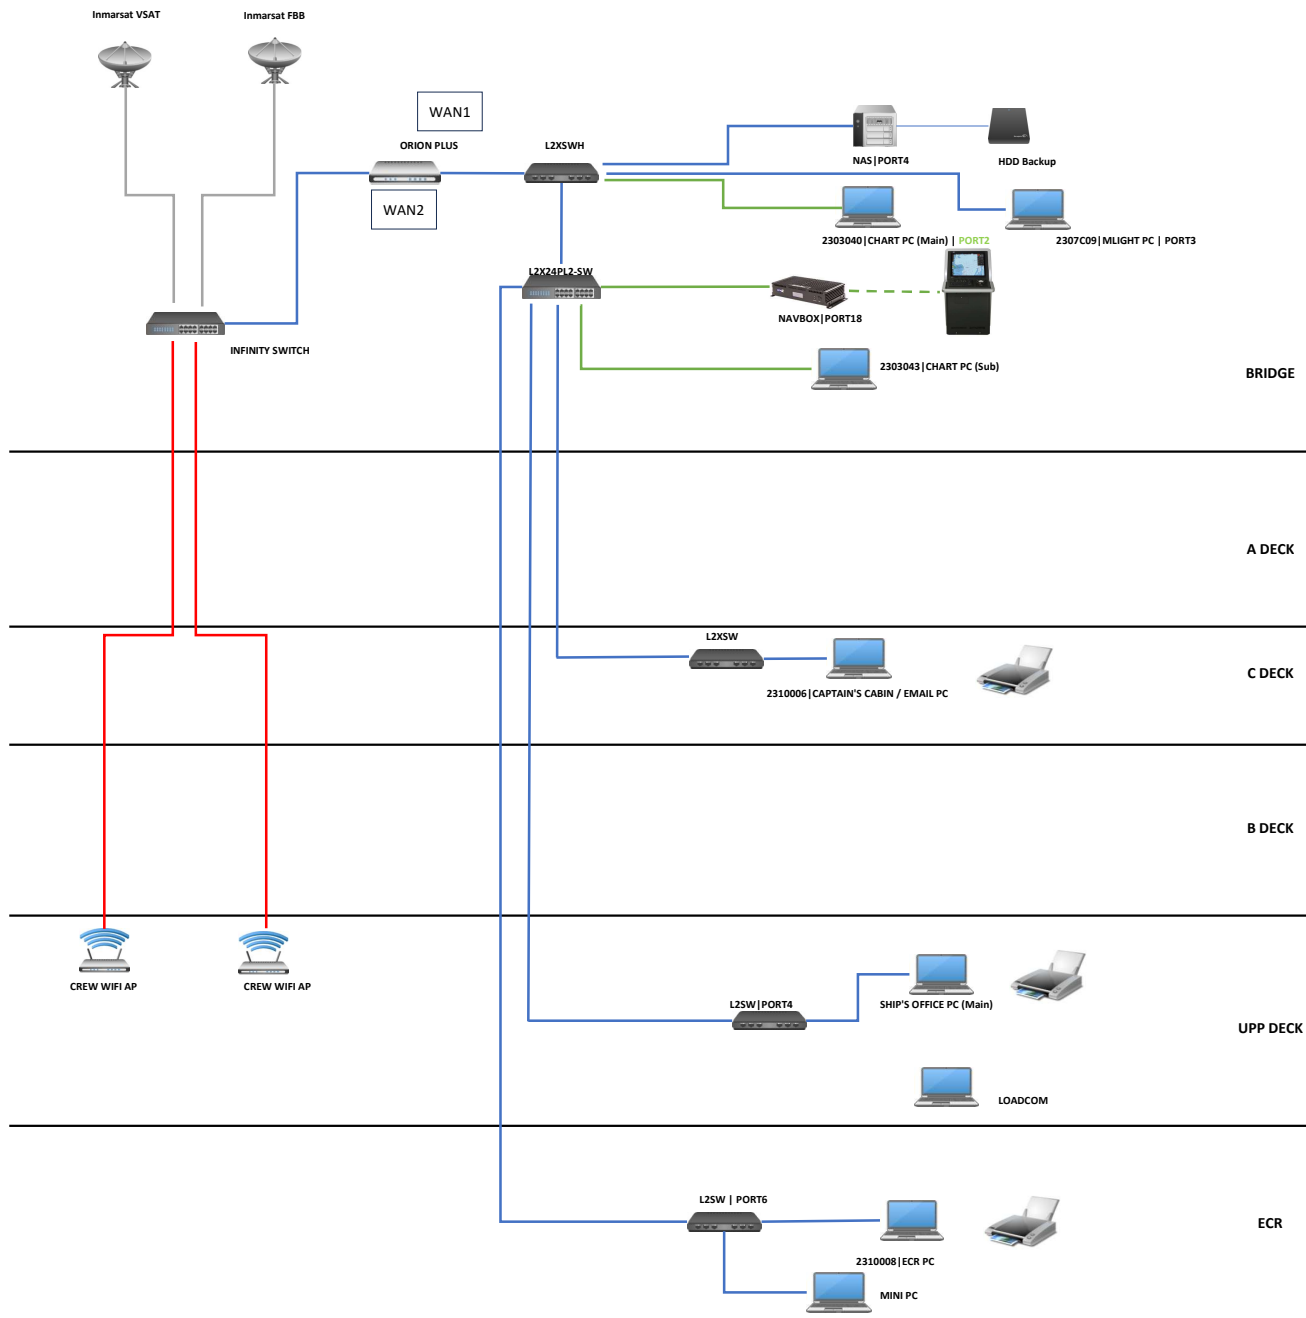 Inmarsat VSAT
Inmarsat FBB
WAN1
ORION PLUS
L2XSWH
NAS|PORT4
HDD Backup
WAN2
2303040|CHART PC (Main) | PORT2
2307C09|MLIGHT PC | PORT3
L2X24PL2-SW
NAVBOX|PORT18
INFINITY SWITCH
2303043|CHART PC (Sub)
BRIDGE
A DECK
L2XSW
C DECK
2310006|CAPTAIN'S CABIN / EMAIL PC
B DECK
CREW WIFI AP
CREW WIFI AP
L2SW|PORT4
SHIP'S OFFICE PC (Main)
UPP DECK
LOADCOM
L2SW | PORT6
ECR
2310008|ECR PC
MINI PC